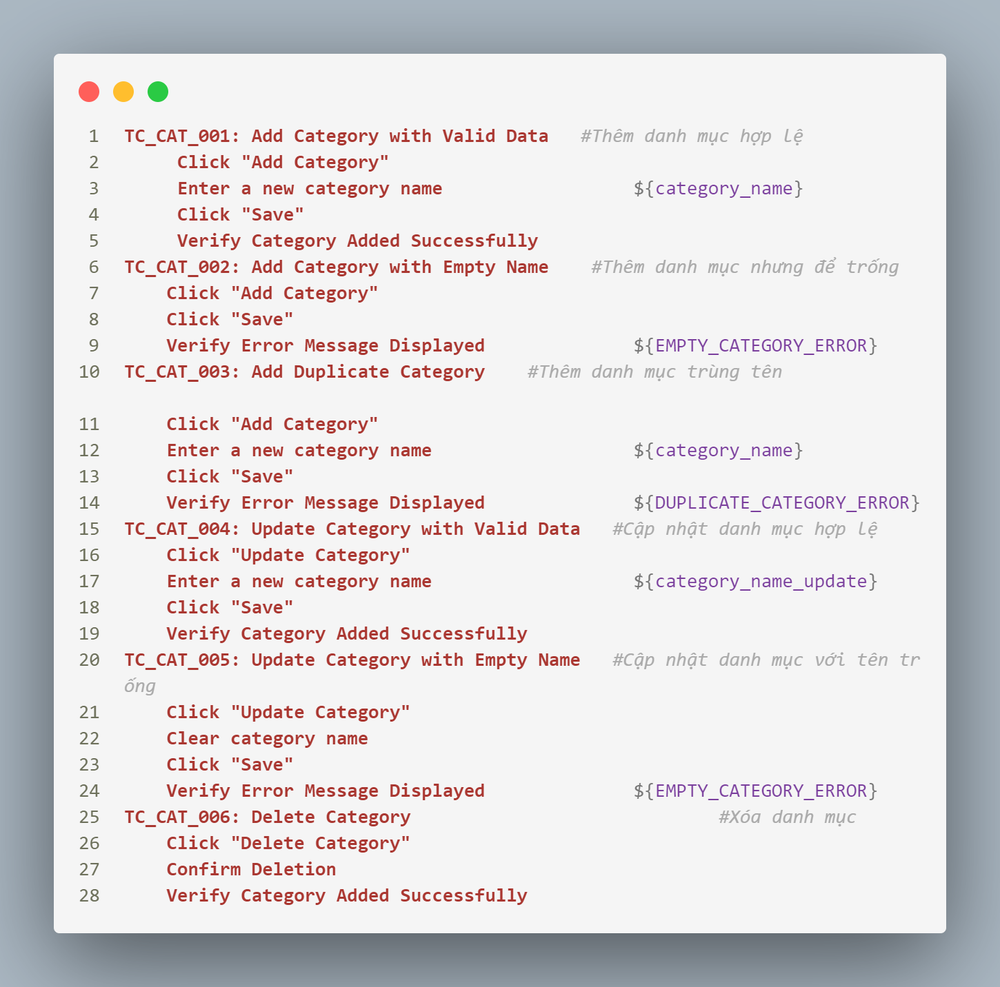 1 TC_CAT_001: Add Category with Valid Data #Thêm danh mục hợp lệ
2 Click "Add Category"
3 Enter a new category name ${category_name}
4 Click "Save"
5 Verify Category Added Successfully
6 TC_CAT_002: Add Category with Empty Name #Thêm danh mục nhưng để trống
7 Click "Add Category"
8 Click "Save"
9 Verify Error Message Displayed ${EMPTY_CATEGORY_ERROR}
10 TC_CAT_003: Add Duplicate Category #Thêm danh mục trùng tên
11 Click "Add Category"
12 Enter a new category name ${category_name}
13 Click "Save"
14 Verify Error Message Displayed ${DUPLICATE_CATEGORY_ERROR}
15 TC_CAT_004: Update Category with Valid Data #Cập nhật danh mục hợp lệ
16 Click "Update Category"
17 Enter a new category name ${category_name_update}
18 Click "Save"
19 Verify Category Added Successfully
20 TC_CAT_005: Update Category with Empty Name #Cập nhật danh mục với tên tr
ống
21 Click "Update Category"
22 Clear category name
23 Click "Save"
24 Verify Error Message Displayed ${EMPTY_CATEGORY_ERROR}
25 TC_CAT_006: Delete Category #Xóa danh mục
26 Click "Delete Category"
27 Confirm Deletion
28 Verify Category Added Successfully